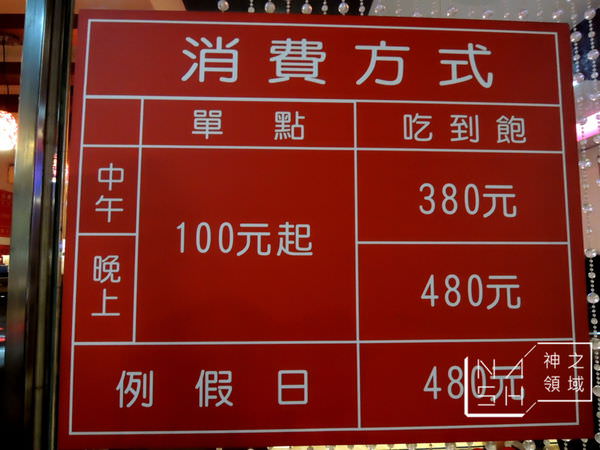 消費方式
單點 吃到飽
中午 380元
100元起
晚上 480元
例假日 480元
神之領域